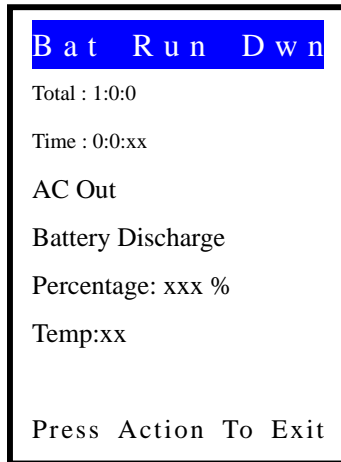 Bat Run Dwn
Total : 1:0:0
Time : 0:0:xx
AC Out
Battery Discharge
Percentage: xxx %
Temp:xx
Press Action To Exit